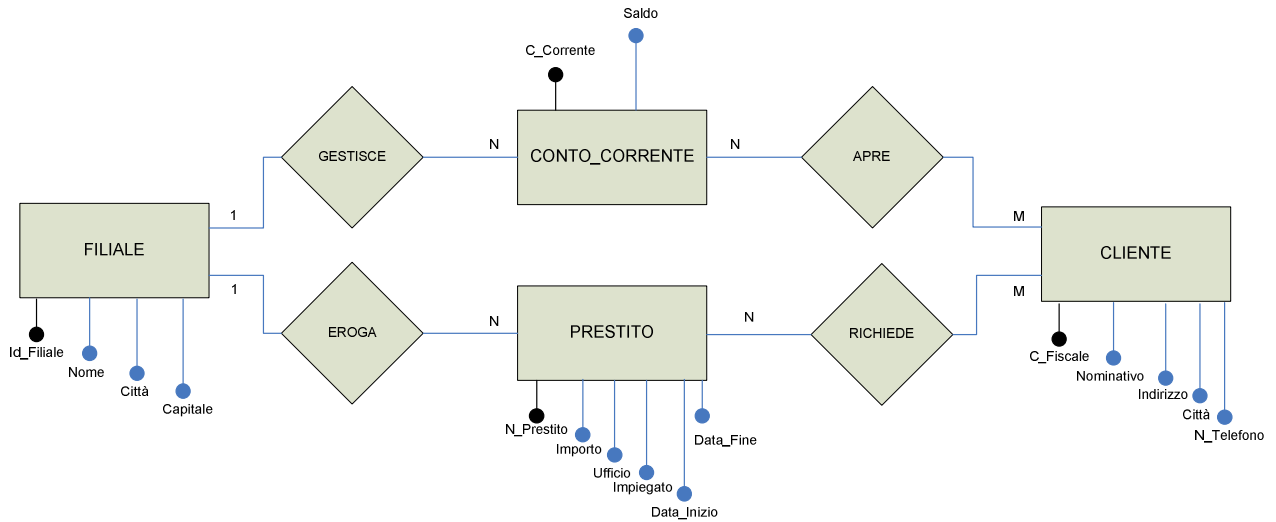 Saldo
C_Corrente
GESTISCE
N
CONTO_CORRENTE
N
APRE
1
M
FILIALE
CLIENTE
1
M
EROGA
N
PRESTITO
N
RICHIEDE
Id_Filiale
Nome
Città
Capitale
N_Prestito
Importo
Ufficio
Impiegato
Data_Inizio
Data_Fine
C_Fiscale
Nominativo
Indirizzo
Città
N_Telefono